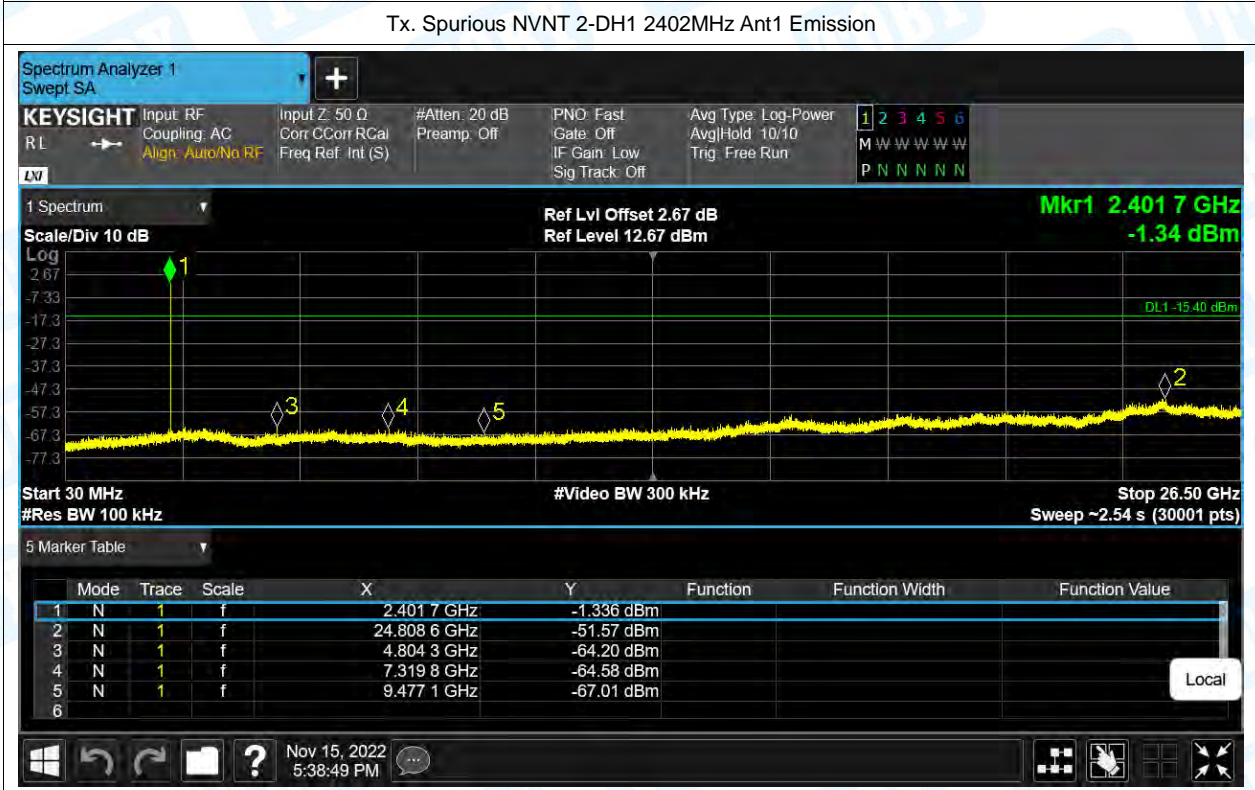 Tx. Spurious NVNT 2-DH1 2402MHz Ant1 Emission
Spectrum Analyzer 1
Swept SA
+
KEYSIGHT
RL
LXI
Input: RF
Coupling: AC
Align: Auto/No RF
Input Z: 50 Ω
Corr CCorr RCal
Freq Ref: Int (S)
#Atten: 20 dB
Preamp: Off
PNO: Fast
Gate: Off
IF Gain: Low
Sig Track: Off
Avg Type: Log-Power
Avg|Hold: 10/10
Trig: Free Run
1 2 3 4 5 6
M W W W W W
P N N N N N
1 Spectrum
Scale/Div 10 dB
Ref Lvl Offset 2.67 dB
Ref Level 12.67 dBm
Mkr1 2.401 7 GHz
-1.34 dBm
Log
2.67
-7.33
-17.3
-27.3
-37.3
-47.3
-57.3
-67.3
-77.3
1
DL1 -15.40 dBm
2
3
4
5
Start 30 MHz
#Res BW 100 kHz
#Video BW 300 kHz
Stop 26.50 GHz
Sweep ~2.54 s (30001 pts)
5 Marker Table
Mode Trace Scale X Y Function Function Width Function Value
1 N 1 f 2.401 7 GHz -1.336 dBm
2 N 1 f 24.808 6 GHz -51.57 dBm
3 N 1 f 4.804 3 GHz -64.20 dBm
4 N 1 f 7.319 8 GHz -64.58 dBm
5 N 1 f 9.477 1 GHz -67.01 dBm
6
Local
?
Nov 15, 2022
5:38:49 PM